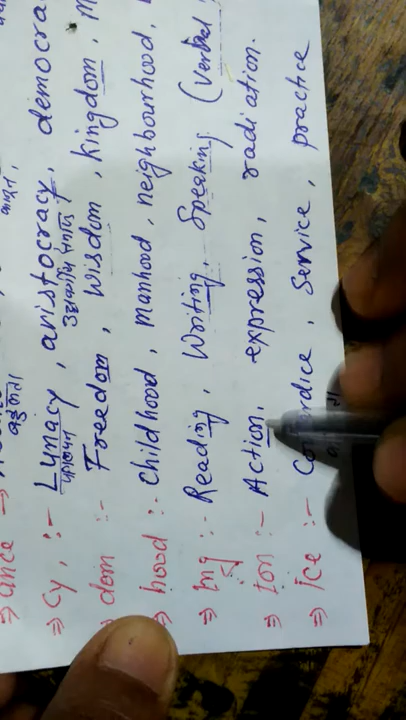 ⇒ ance →
⇒ Cy, :- Lunacy, aristocracy, democra
पागलपन
⇒ dom :- Freedom, Wisdom, kingdom,
⇒ hood :- Childhood, manhood, neighbourhood,
⇒ Ing :- Reading, Writing, Speaking (Verbal
⇒ Ion :- Action, expression, radiation.
⇒ Ice :- service, practice